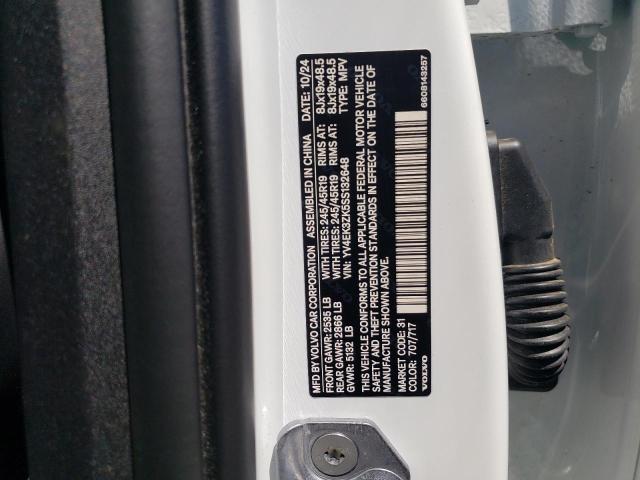 MFD BY VOLVO CAR CORPORATION ASSEMBLED IN CHINA DATE: 10/24
FRONT GAWR: 2535 LB WITH TIRES: 245/45R19 RIMS AT: 8Jx19x48.5
REAR GAWR: 2866 LB WITH TIRES: 245/45R19 RIMS AT: 8Jx19x48.5
GVWR: 5132 LB VIN: YV4EK3ZK5SS132648 TYPE: MPV
THIS VEHICLE CONFORMS TO ALL APPLICABLE FEDERAL MOTOR VEHICLE
SAFETY AND THEFT PREVENTION STANDARDS IN EFFECT ON THE DATE OF
MANUFACTURE SHOWN ABOVE.
MARKET CODE: 31
COLOR: 707/717
VOLVO
6608143257